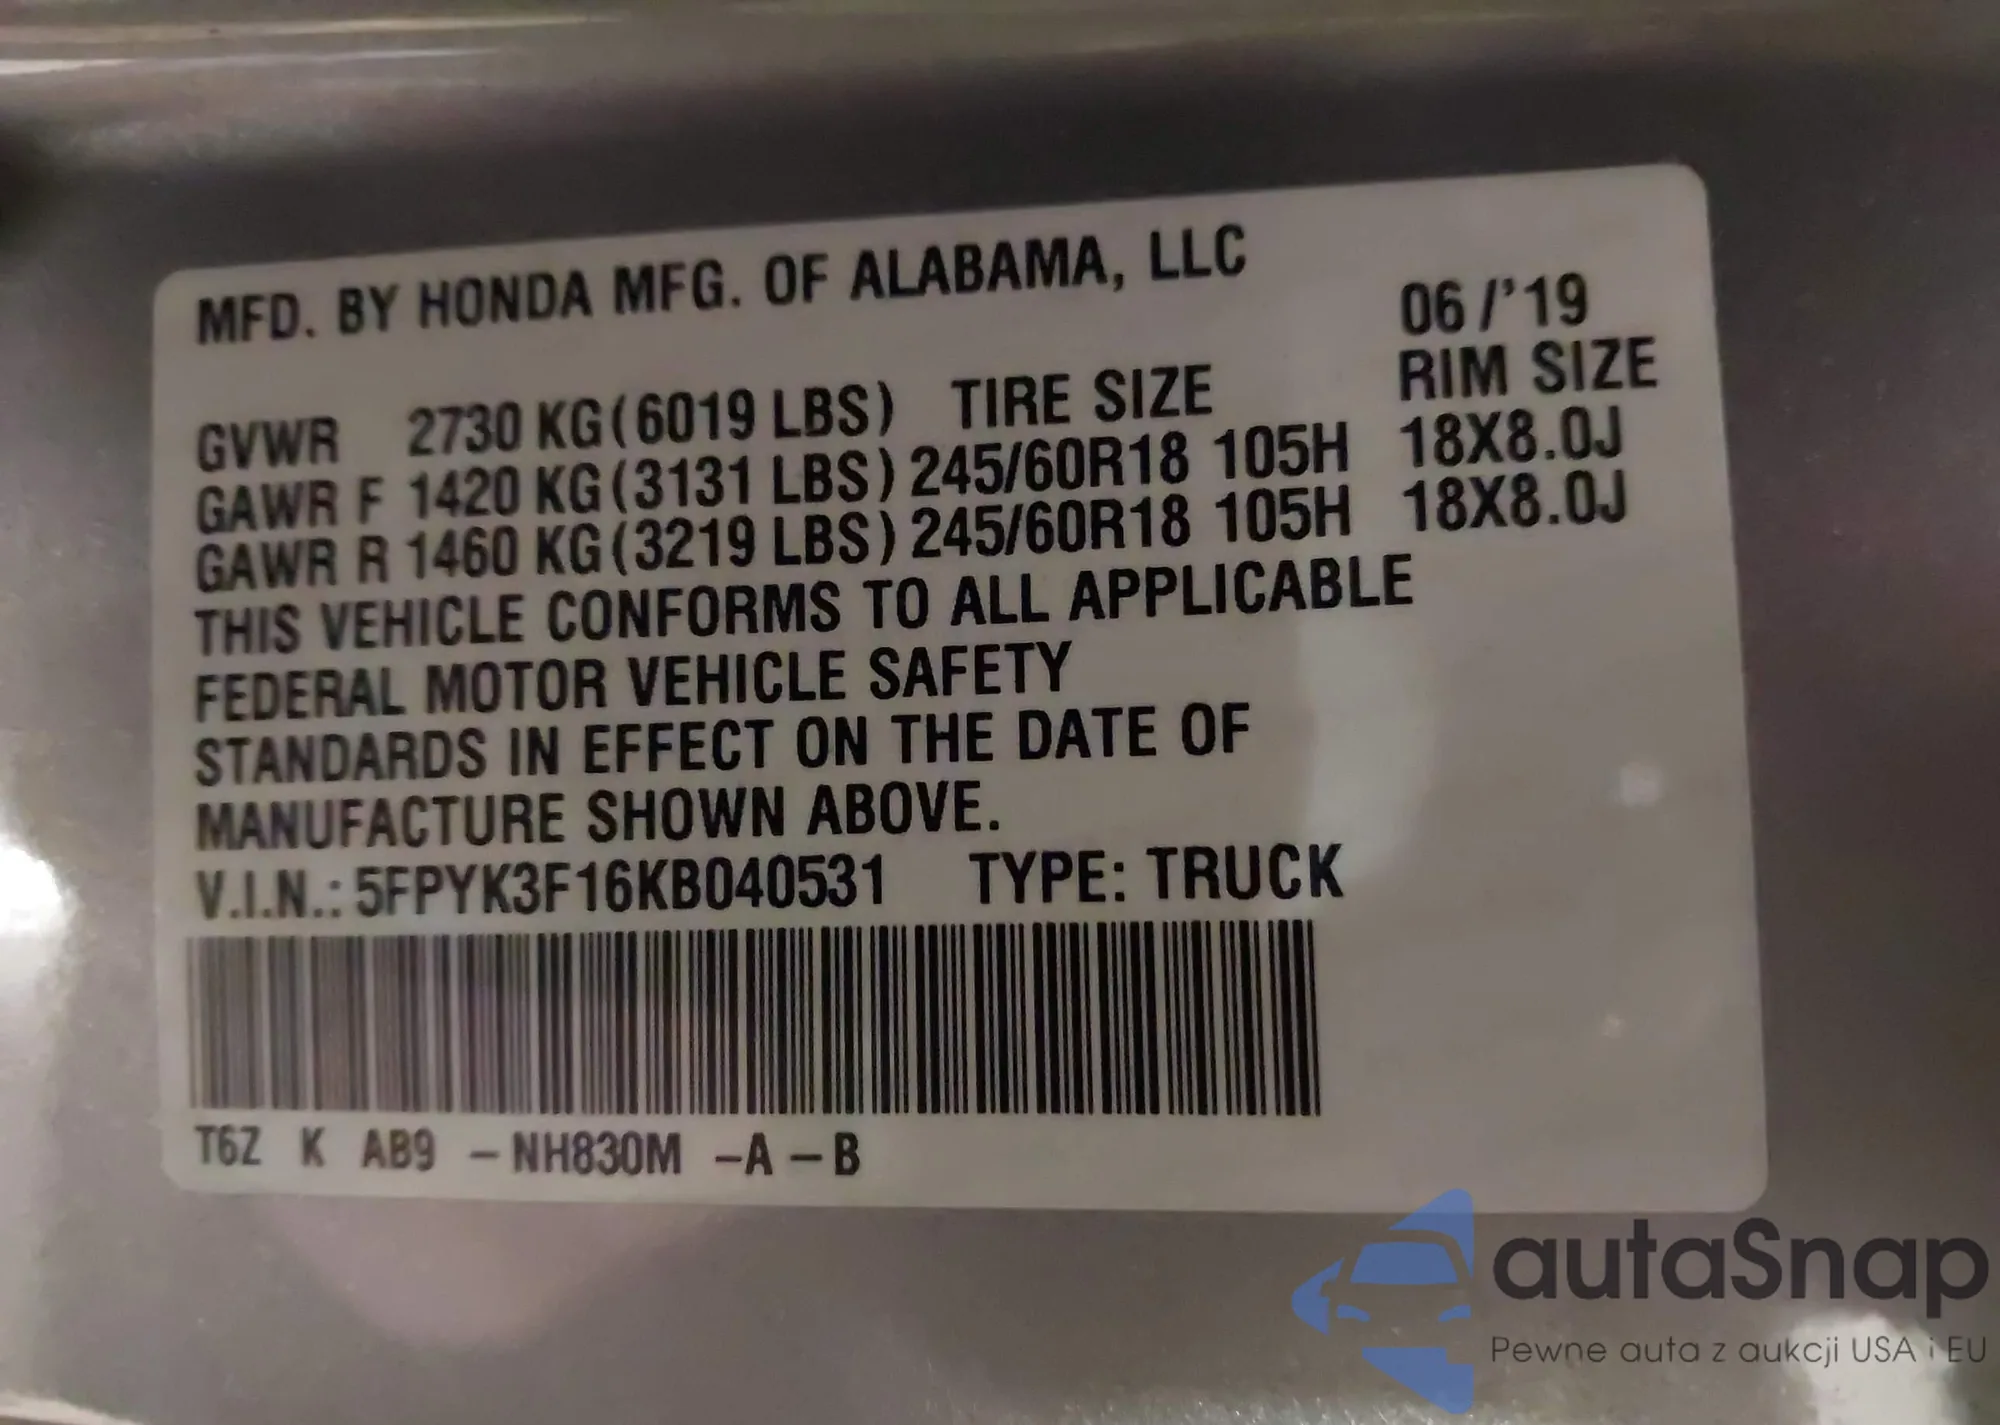 MFD. BY HONDA MFG. OF ALABAMA, LLC
06/'19
GVWR 2730 KG(6019 LBS) TIRE SIZE RIM SIZE
GAWR F 1420 KG(3131 LBS) 245/60R18 105H 18X8.0J
GAWR R 1460 KG(3219 LBS) 245/60R18 105H 18X8.0J
THIS VEHICLE CONFORMS TO ALL APPLICABLE
FEDERAL MOTOR VEHICLE SAFETY
STANDARDS IN EFFECT ON THE DATE OF
MANUFACTURE SHOWN ABOVE.
V.I.N.: 5FPYK3F16KB040531 TYPE: TRUCK
T6Z K AB9 -NH830M -A -B
autaSnap
Pewne auta z aukcji USA i EU